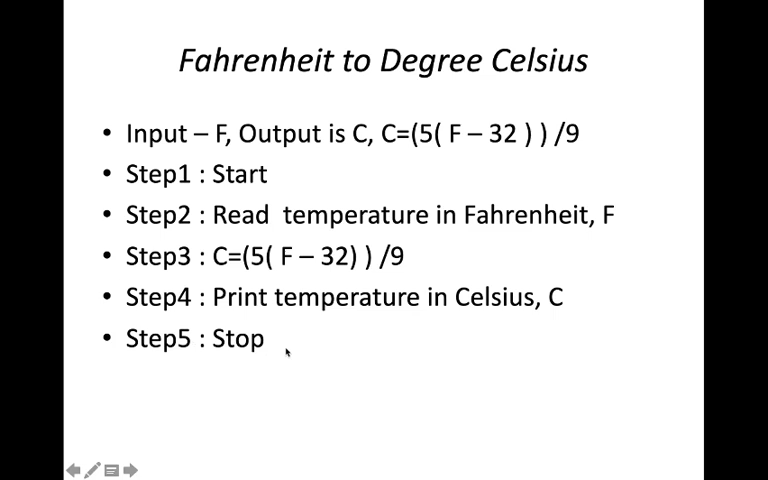 Fahrenheit to Degree Celsius
• Input – F, Output is C, C=(5( F – 32 ) ) /9
• Step1 : Start
• Step2 : Read  temperature in Fahrenheit, F
• Step3 : C=(5( F – 32) ) /9
• Step4 : Print temperature in Celsius, C
• Step5 : Stop